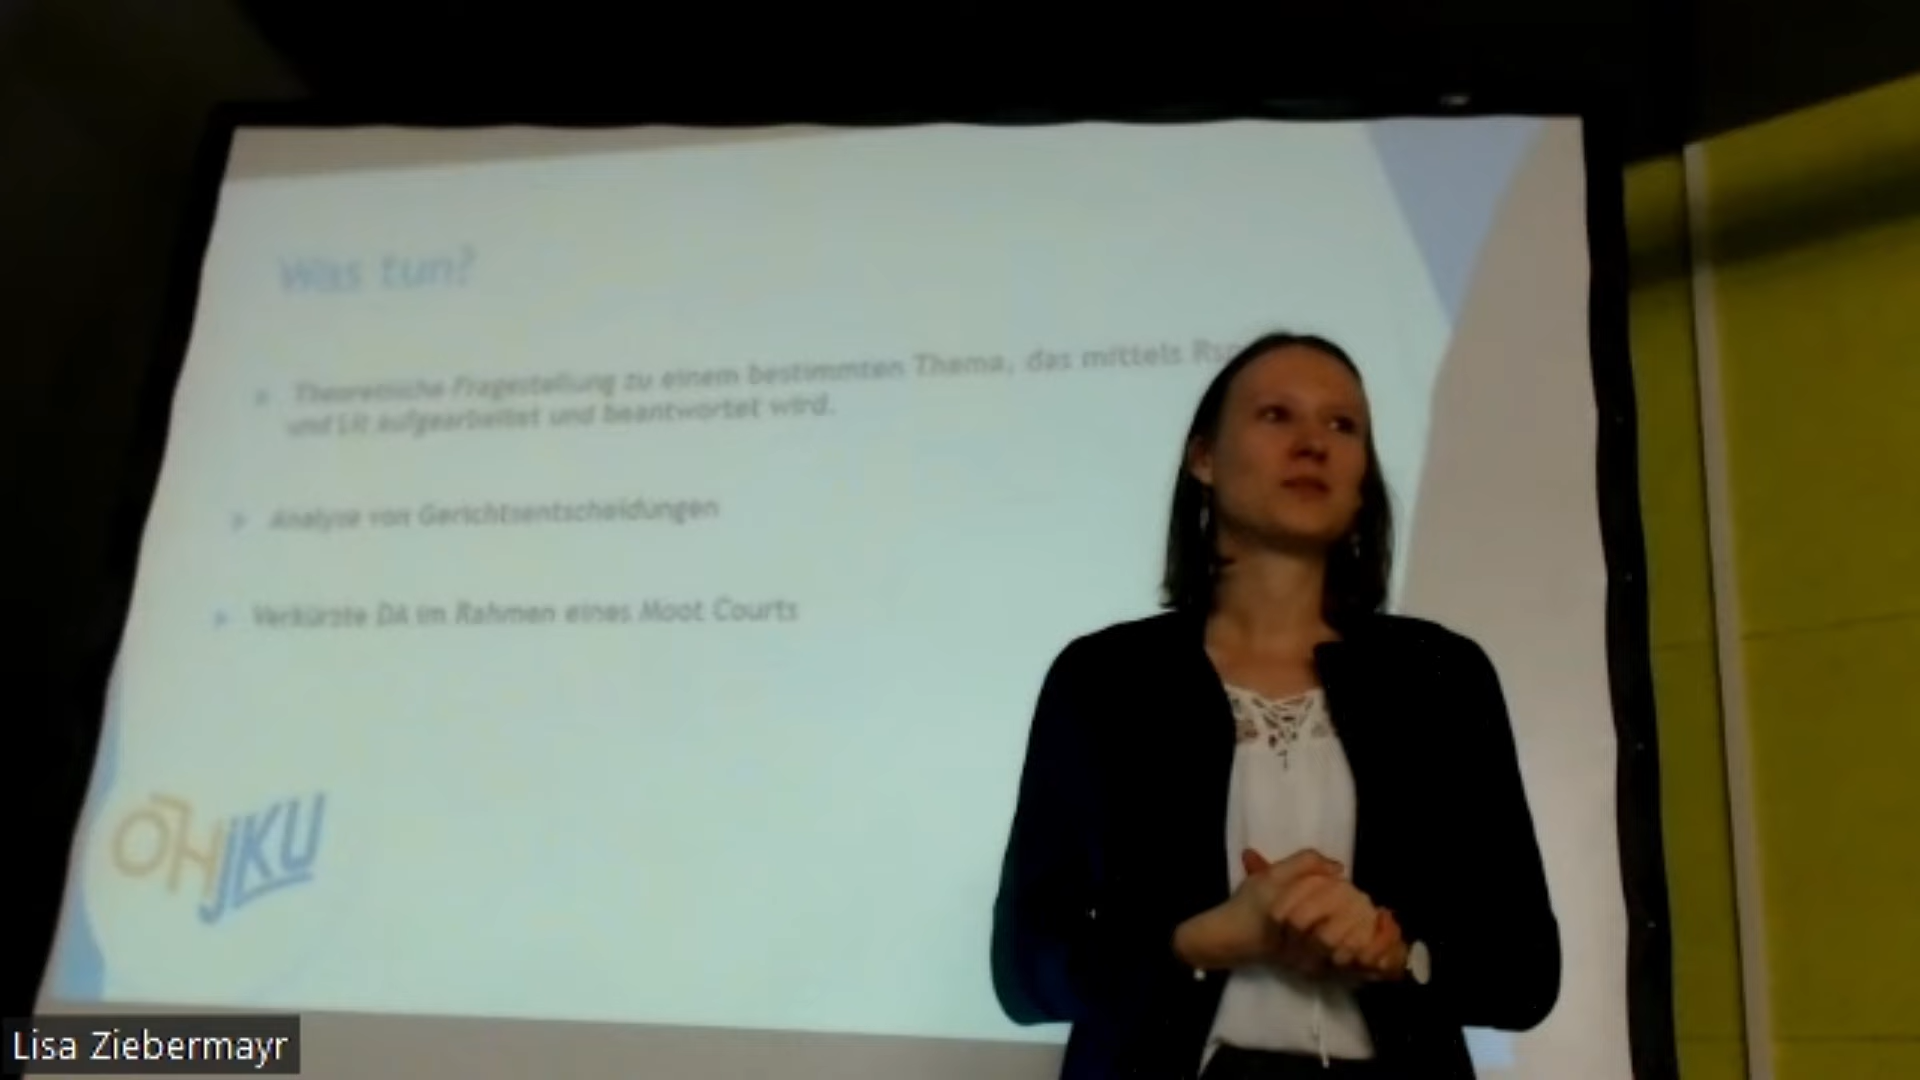 Was tun?
Theoretische Fragestellung zu einem bestimmten Thema, das mittels
und Lit aufgearbeitet und beantwortet wird.
Analyse von Gerichtsentscheidungen
Verkürzte DA im Rahmen eines Moot Courts
ÖH JKU
Lisa Ziebermayr